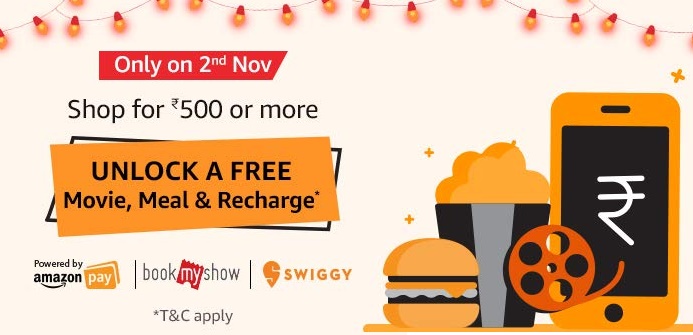 Only on 2nd Nov
Shop for ₹500 or more
UNLOCK A FREE
Movie, Meal & Recharge*
Powered by
amazon pay
bookmyshow
SWIGGY
*T&C apply
₹